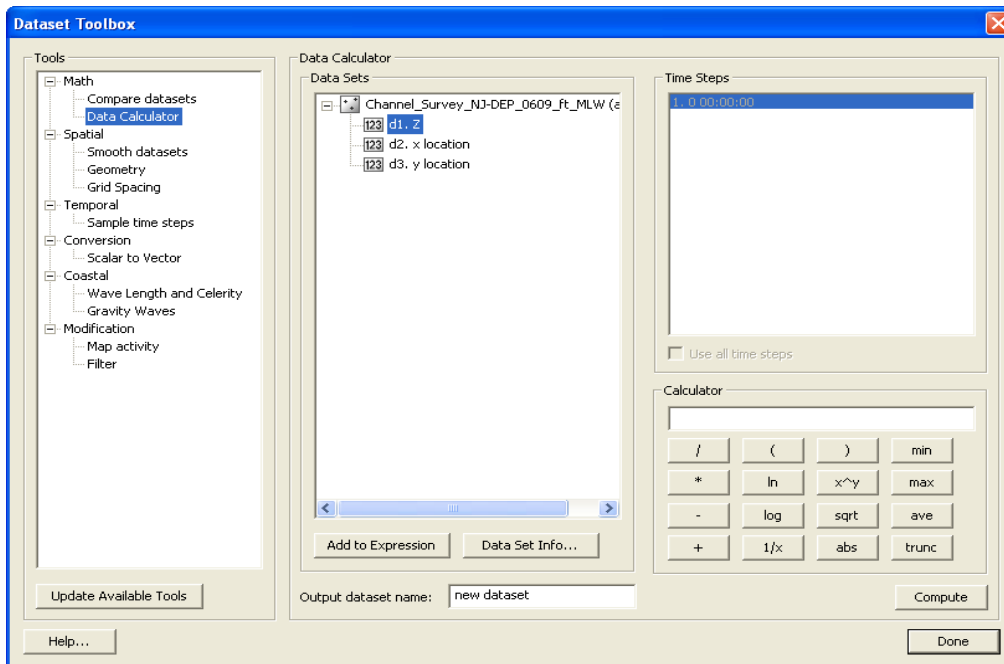 Dataset Toolbox
Tools
Math
Compare datasets
Data Calculator
Spatial
Smooth datasets
Geometry
Grid Spacing
Temporal
Sample time steps
Conversion
Scalar to Vector
Coastal
Wave Length and Celerity
Gravity Waves
Modification
Map activity
Filter
Update Available Tools
Help...
Data Calculator
Data Sets
Channel_Survey_NJ-DEP_0609_ft_MLW (a
123 d1. Z
123 d2. x location
123 d3. y location
Add to Expression
Data Set Info...
Output dataset name:
new dataset
Time Steps
1. 0 00:00:00
Use all time steps
Calculator
/ ( ) min
* ln x^y max
- log sqrt ave
+ 1/x abs trunc
Compute
Done